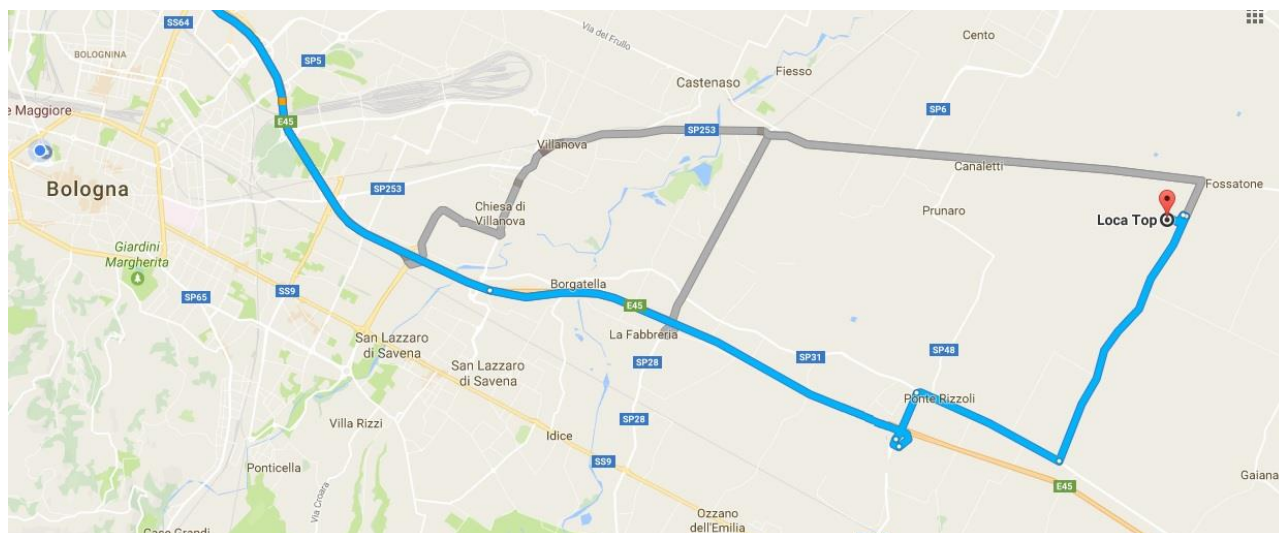 SS64
Via del Frullo
Cento
BOLOGNINA
SP5
Fiesso
Castenaso
e Maggiore
E45
SP6
SP253
Villanova
Canaletti
Bologna
SP253
Fossatone
Chiesa di
Villanova
Prunaro
Loca Top
Giardini
Margherita
SP65
SS9
Borgatella
E45
La Fabbreria
San Lazzaro
di Savena
San Lazzaro
di Savena
SP28
SP31
SP48
Ponte Rizzoli
Villa Rizzi
SP28
Idice
Ponticella
SS9
Via Croara
Gaiana
E45
Ozzano
dell'Emilia